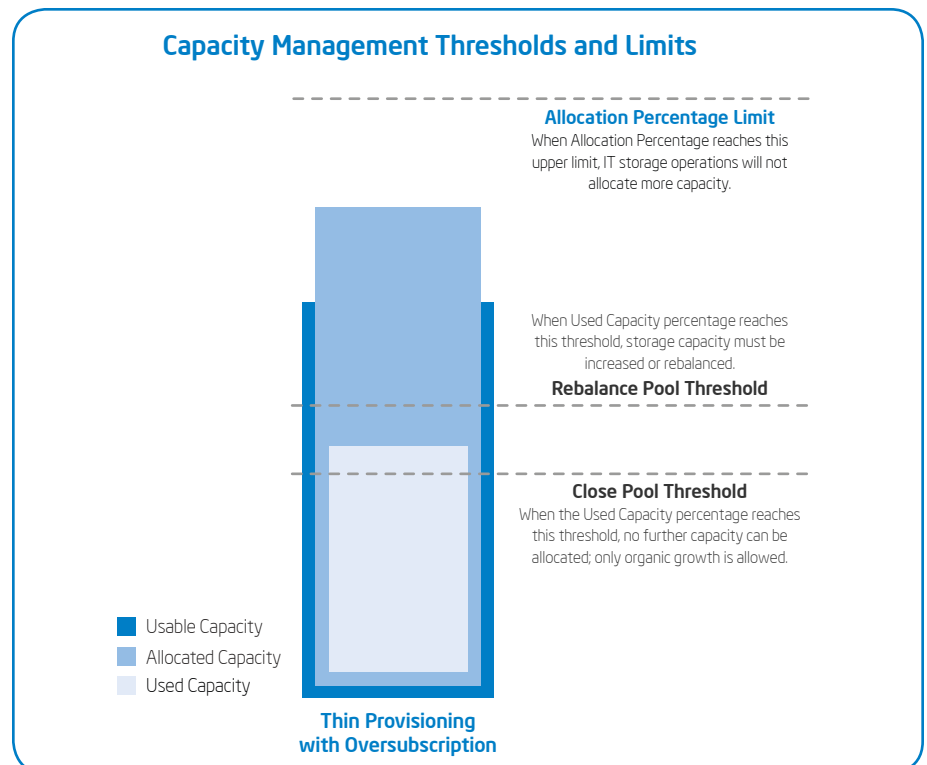 Capacity Management Thresholds and Limits
Allocation Percentage Limit
When Allocation Percentage reaches this
upper limit, IT storage operations will not
allocate more capacity.
When Used Capacity percentage reaches
this threshold, storage capacity must be
increased or rebalanced.
Rebalance Pool Threshold
Close Pool Threshold
When the Used Capacity percentage reaches
this threshold, no further capacity can be
allocated; only organic growth is allowed.
Usable Capacity
Allocated Capacity
Used Capacity
Thin Provisioning
with Oversubscription